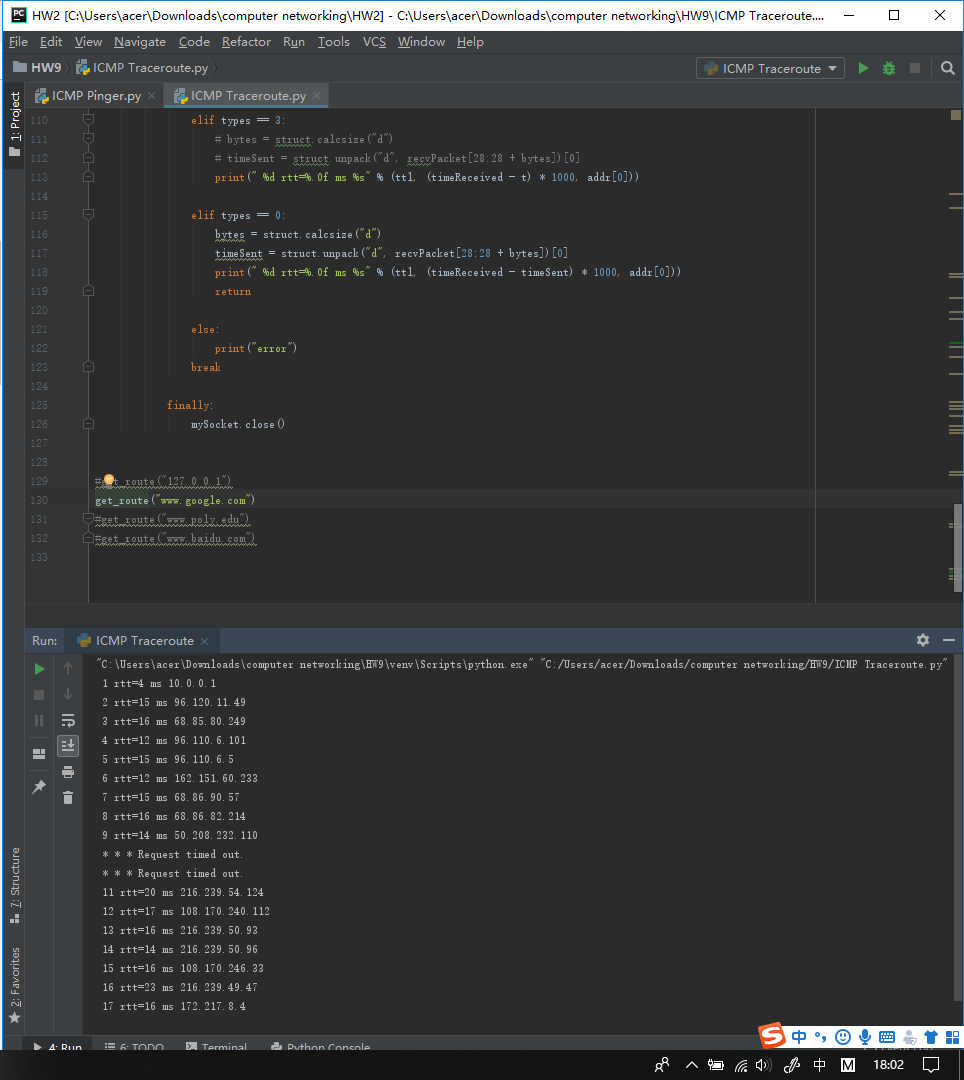 HW2 [C:\Users\acer\Downloads\computer networking\HW2] - C:\Users\acer\Downloads\computer networking\HW9\ICMP Traceroute....
File Edit View Navigate Code Refactor Run Tools VCS Window Help
HW9 ICMP Traceroute.py
ICMP Traceroute
ICMP Pinger.py
ICMP Traceroute.py
1: Project
110 elif types == 3:
111 # bytes = struct.calcsize("d")
112 # timeSent = struct.unpack("d", recvPacket[28:28 + bytes])[0]
113 print(" %d rtt=%.0f ms %s" % (ttl, (timeReceived - t) * 1000, addr[0]))
114
115 elif types == 0:
116 bytes = struct.calcsize("d")
117 timeSent = struct.unpack("d", recvPacket[28:28 + bytes])[0]
118 print(" %d rtt=%.0f ms %s" % (ttl, (timeReceived - timeSent) * 1000, addr[0]))
119 return
120
121 else:
122 print("error")
123 break
124
125 finally:
126 mySocket.close()
127
128
129 #get_route("127.0.0.1")
130 get_route("www.google.com")
131 #get_route("www.poly.edu")
132 #get_route("www.baidu.com")
133
Run: ICMP Traceroute
"C:\Users\acer\Downloads\computer networking\HW9\venv\Scripts\python.exe" "C:/Users/acer/Downloads/computer networking/HW9/ICMP Traceroute.py"
1 rtt=4 ms 10.0.0.1
2 rtt=15 ms 96.120.11.49
3 rtt=16 ms 68.85.80.249
4 rtt=12 ms 96.110.6.101
5 rtt=15 ms 96.110.6.5
6 rtt=12 ms 162.151.60.233
7 rtt=15 ms 68.86.90.57
8 rtt=16 ms 68.86.82.214
9 rtt=14 ms 50.208.232.110
* * * Request timed out.
* * * Request timed out.
11 rtt=20 ms 216.239.54.124
12 rtt=17 ms 108.170.240.112
13 rtt=16 ms 216.239.50.93
14 rtt=14 ms 216.239.50.96
15 rtt=16 ms 108.170.246.33
16 rtt=23 ms 216.239.49.47
17 rtt=16 ms 172.217.8.4
7: Structure
2: Favorites
4: Run 6: TODO Terminal Python Console
中
中 M 18:02